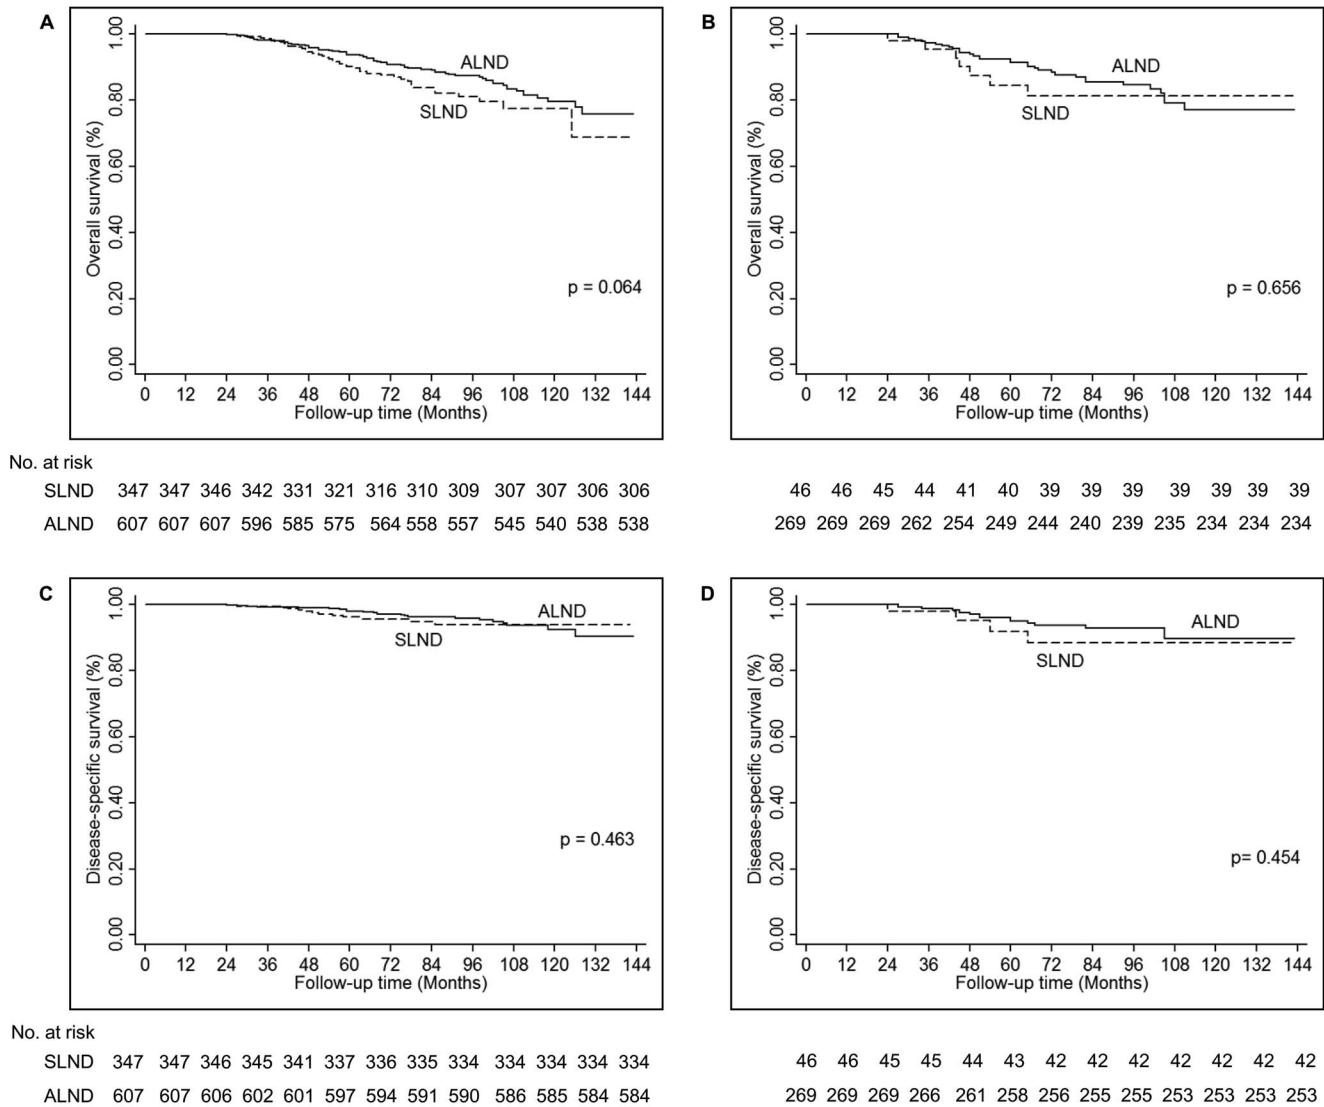 A
Overall survival (%)
1.00
0.80
0.60
0.40
0.20
0.00
ALND
SLND
p = 0.064
0 12 24 36 48 60 72 84 96 108 120 132 144
Follow-up time (Months)
B
Overall survival (%)
1.00
0.80
0.60
0.40
0.20
0.00
ALND
SLND
p = 0.656
0 12 24 36 48 60 72 84 96 108 120 132 144
Follow-up time (Months)
No. at risk
SLND 347 347 346 342 331 321 316 310 309 307 307 306 306
ALND 607 607 607 596 585 575 564 558 557 545 540 538 538
46 46 45 44 41 40 39 39 39 39 39 39 39
269 269 269 262 254 249 244 240 239 235 234 234 234
C
Disease-specific survival (%)
1.00
0.80
0.60
0.40
0.20
0.00
ALND
SLND
p = 0.463
0 12 24 36 48 60 72 84 96 108 120 132 144
Follow-up time (Months)
D
Disease-specific survival (%)
1.00
0.80
0.60
0.40
0.20
0.00
ALND
SLND
p= 0.454
0 12 24 36 48 60 72 84 96 108 120 132 144
Follow-up time (Months)
No. at risk
SLND 347 347 346 345 341 337 336 335 334 334 334 334 334
ALND 607 607 606 602 601 597 594 591 590 586 585 584 584
46 46 45 45 44 43 42 42 42 42 42 42 42
269 269 269 266 261 258 256 255 255 253 253 253 253